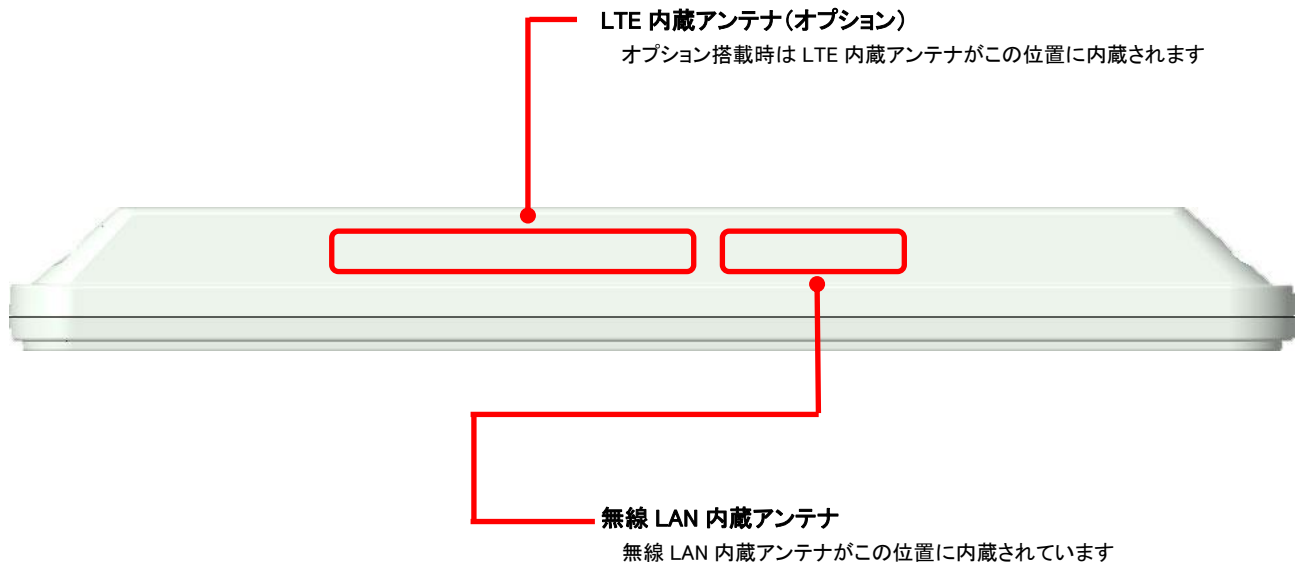 LTE 内蔵アンテナ（オプション）
オプション搭載時は LTE 内蔵アンテナがこの位置に内蔵されます
無線 LAN 内蔵アンテナ
無線 LAN 内蔵アンテナがこの位置に内蔵されています